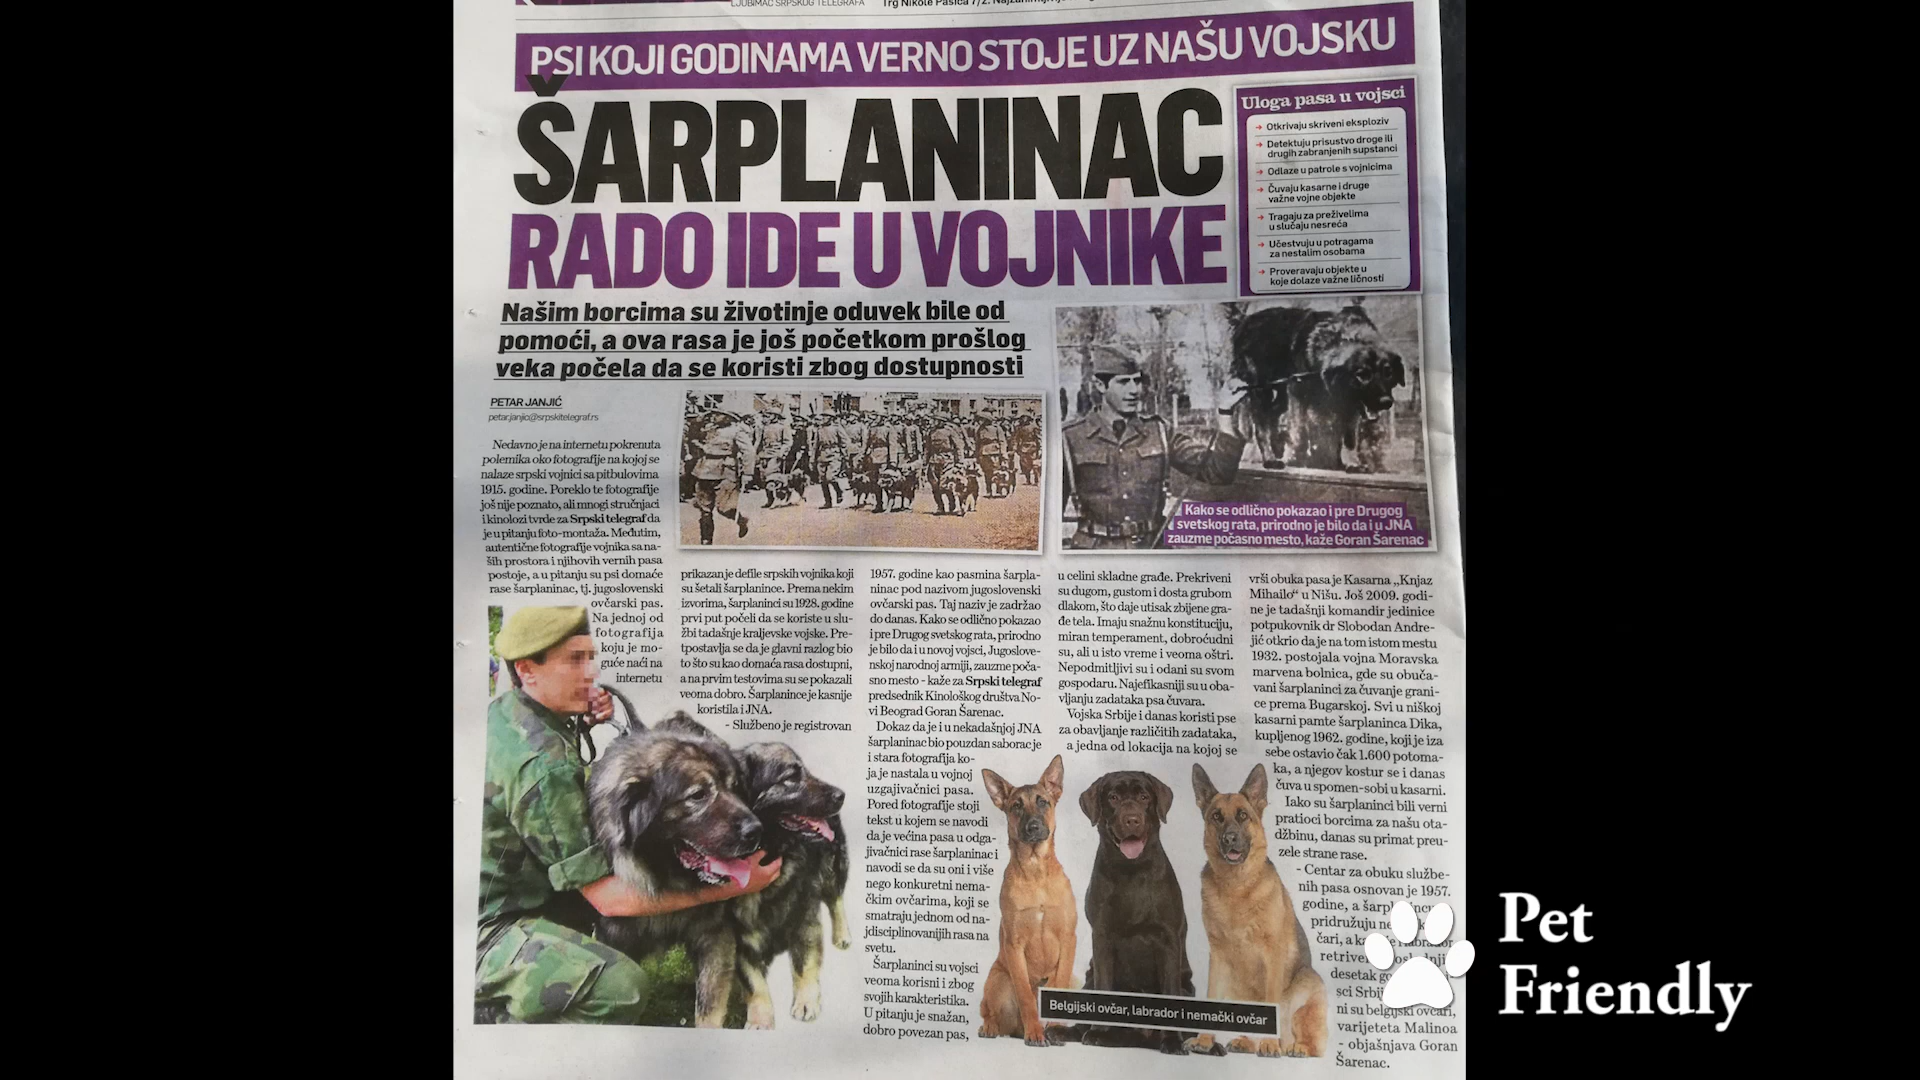 LJUBIMAC SRPSKOG TELEGRAFA
Trg Nikole Pašića 7/2.
PSI KOJI GODINAMA VERNO STOJE UZ NAŠU VOJSKU
ŠARPLANINAC
RADO IDE U VOJNIKE
Uloga pasa u vojsci
Otkrivaju skriveni eksploziv
Detektuju prisustvo droge ili
drugih zabranjenih supstanci
Odlaze u patrole s vojnicima
Čuvaju kasarne i druge
važne vojne objekte
Tragaju za preživelima
u slučaju nesreća
Učestvuju u potragama
za nestalim osobama
Proveravaju objekte u
koje dolaze važne ličnosti
Našim borcima su životinje oduvek bile od
pomoći, a ova rasa je još početkom prošlog
veka počela da se koristi zbog dostupnosti
PETAR JANJIĆ
petar.janjic@srpskitelegraf.rs
Nedavno je na internetu pokrenuta
polemika oko fotografije na kojoj se
nalaze srpski vojnici sa pitbulovima
1915. godine. Poreklo te fotografije
još nije poznato, ali mnogi stručnjaci
i kinolozi tvrde za Srpski telegraf da
je u pitanju foto-montaža. Međutim,
autentične fotografije vojnika sa na-
ših prostora i njihovih vernih pasa
postoje, a u pitanju su psi domaće
rase šarplaninac, tj. jugoslovenski
ovčarski pas.
Na jednoj od
fotografija
koju je mo-
guće naći na
internetu
prikazan je defile srpskih vojnika koji
su šetali šarplanince. Prema nekim
izvorima, šarplaninci su 1928. godine
prvi put počeli da se koriste u slu-
žbi tadašnje kraljevske vojske. Pre-
tpostavlja se da je glavni razlog bio
to što su kao domaća rasa dostupni,
a na prvim testovima su se pokazali
veoma dobro. Šarplanince je kasnije
koristila i JNA.
- Službeno je registrovan
1957. godine kao pasmina šarpla-
ninac pod nazivom jugoslovenski
ovčarski pas. Taj naziv je zadržao
do danas. Kako se odlično pokazao
i pre Drugog svetskog rata, prirodno
je bilo da i u novoj vojsci, Jugoslove-
nskoj narodnoj armiji, zauzme poča-
sno mesto - kaže za Srpski telegraf
predsednik Kinološkog društva No-
vi Beograd Goran Šarenac.
Dokaz da je i u nekadašnjoj JNA
šarplaninac bio pouzdan saborac je
i stara fotografija ko-
ja je nastala u vojnoj
uzgajivačnici pasa.
Pored fotografije stoji
tekst u kojem se navodi
da je većina pasa u odga-
jivačnici rase šarplaninac i
navodi se da su oni i više
nego konkuretni nema-
čkim ovčarima, koji se
smatraju jednom od na-
jdisciplinovanijih rasa na
svetu.
Šarplaninci su vojsci
veoma korisni i zbog
svojih karakteristika.
U pitanju je snažan,
dobro povezan pas,
Kako se odlično pokazao i pre Drugog
svetskog rata, prirodno je bilo da i u JNA
zauzme počasno mesto, kaže Goran Šarenac
u celini skladne građe. Prekriveni
su dugom, gustom i dosta grubom
dlakom, što daje utisak zbijene gra-
đe tela. Imaju snažnu konstituciju,
miran temperament, dobroćudni
su, ali u isto vreme i veoma oštri.
Nepodmitljivi su i odani su svom
gospodaru. Najefikasniji su u oba-
vljanju zadataka psa čuvara.
Vojska Srbije i danas koristi pse
za obavljanje različitih zadataka,
a jedna od lokacija na kojoj se
vrši obuka pasa je Kasarna „Knjaz
Mihailo“ u Nišu. Još 2009. godi-
ne je tadašnji komandir jedinice
potpukovnik dr Slobodan Andre-
jić otkrio da je na tom istom mestu
1932. postojala vojna Moravska
marvena bolnica, gde su obuča-
vani šarplaninci za čuvanje grani-
ce prema Bugarskoj. Svi u niškoj
kasarni pamte šarplaninca Dika,
kupljenog 1962. godine, koji je iza
sebe ostavio čak 1.600 potoma-
ka, a njegov kostur se i danas
čuva u spomen-sobi u kasarni.
Iako su šarplaninci bili verni
pratioci borcima za našu ota-
džbinu, danas su primat preu-
zele strane rase.
- Centar za obuku službe-
nih pasa osnovan je 1957.
godine, a
pridružuju
čari, a
retriver
desetak
sci Srbi
ni su belgijski ovčari,
varijeteta Malinoa
- objašnjava Goran
Šarenac.
Belgijski ovčar, labrador i nemački ovčar
Pet
Friendly